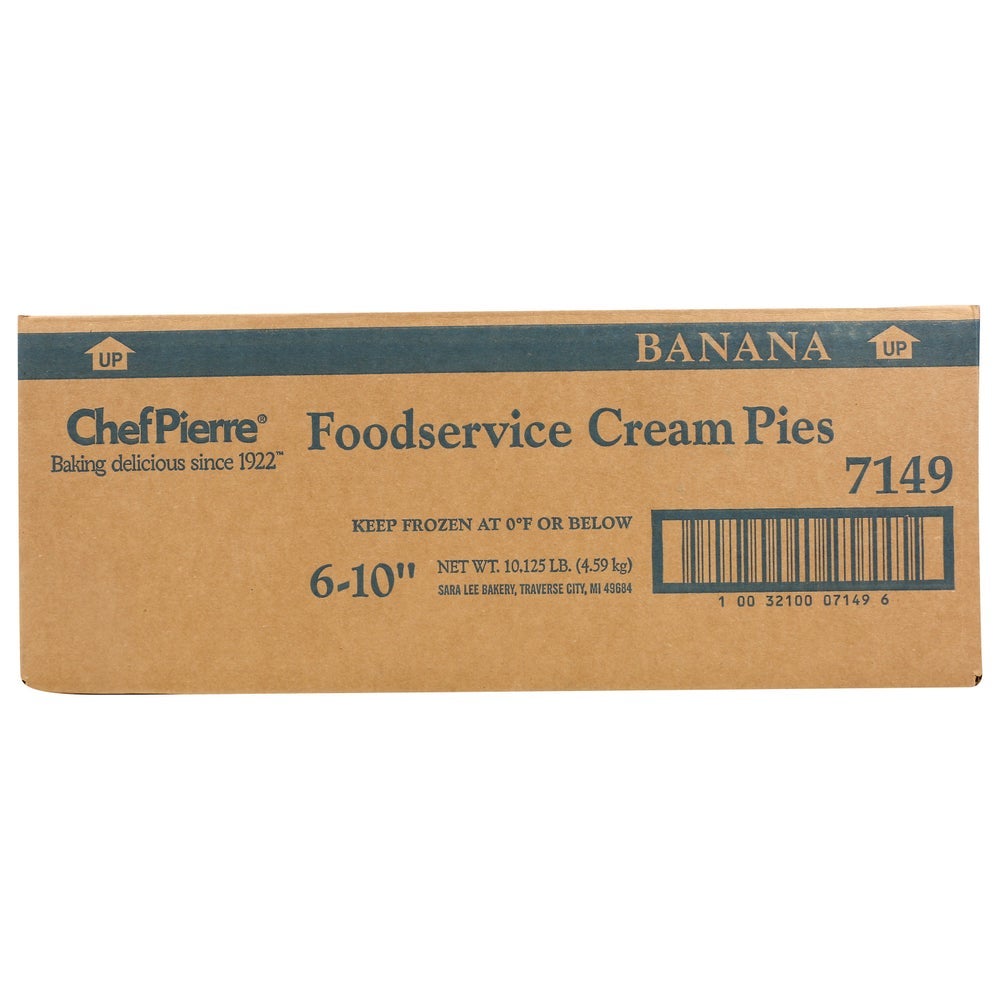 UP
BANANA
UP
ChefPierre®
Baking delicious since 1922™
Foodservice Cream Pies
7149
KEEP FROZEN AT 0°F OR BELOW
6-10"
NET WT. 10.125 LB. (4.59 kg)
SARA LEE BAKERY, TRAVERSE CITY, MI 49684
1 00 32100 07149 6